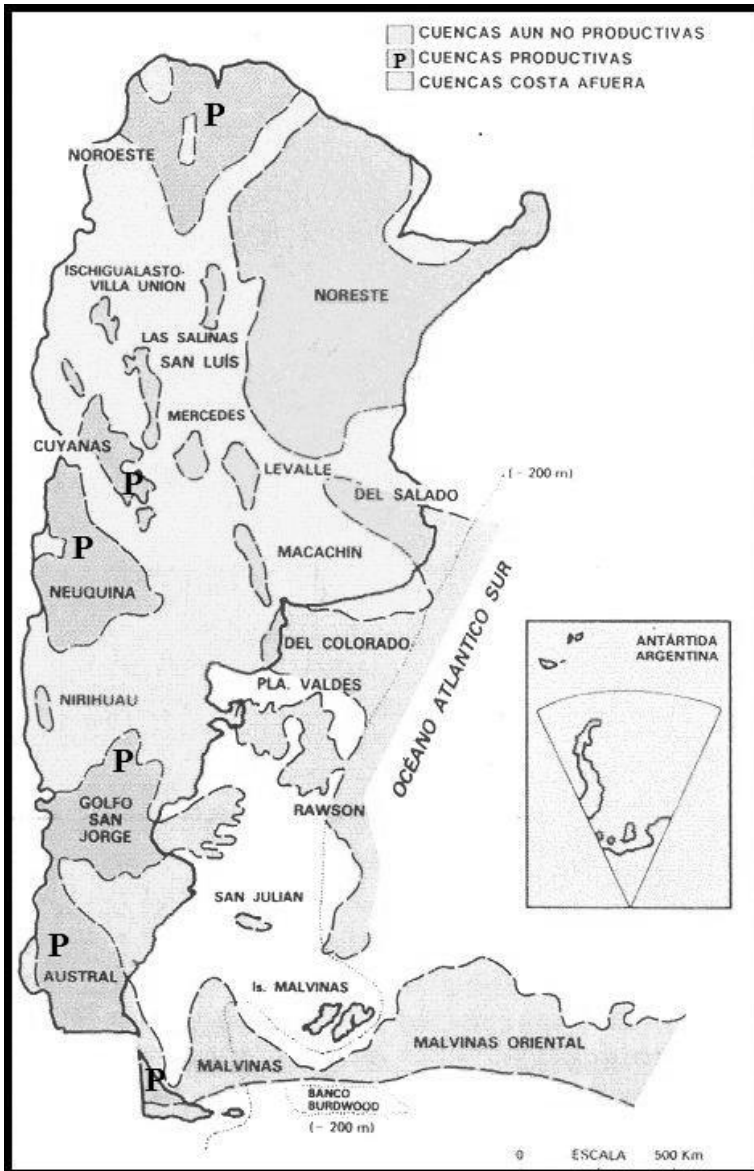 CUENCAS AUN NO PRODUCTIVAS
P CUENCAS PRODUCTIVAS
CUENCAS COSTA AFUERA
P
NOROESTE
ISCHIGUALASTO-
VILLA UNION
NORESTE
LAS SALINAS
SAN LUÍS
MERCEDES
CUYANAS
LEVALLE
P
(- 200 m)
DEL SALADO
P
MACACHIN
NEUQUINA
OCÉANO ATLANTICO SUR
DEL COLORADO
ANTÁRTIDA
ARGENTINA
PLA. VALDES
NIRIHUAU
P
GOLFO
SAN
JORGE
RAWSON
SAN JULIAN
P
AUSTRAL
Is. MALVINAS
MALVINAS ORIENTAL
MALVINAS
P
BANCO
BURDWOOD
(- 200 m)
0 ESCALA 500 Km